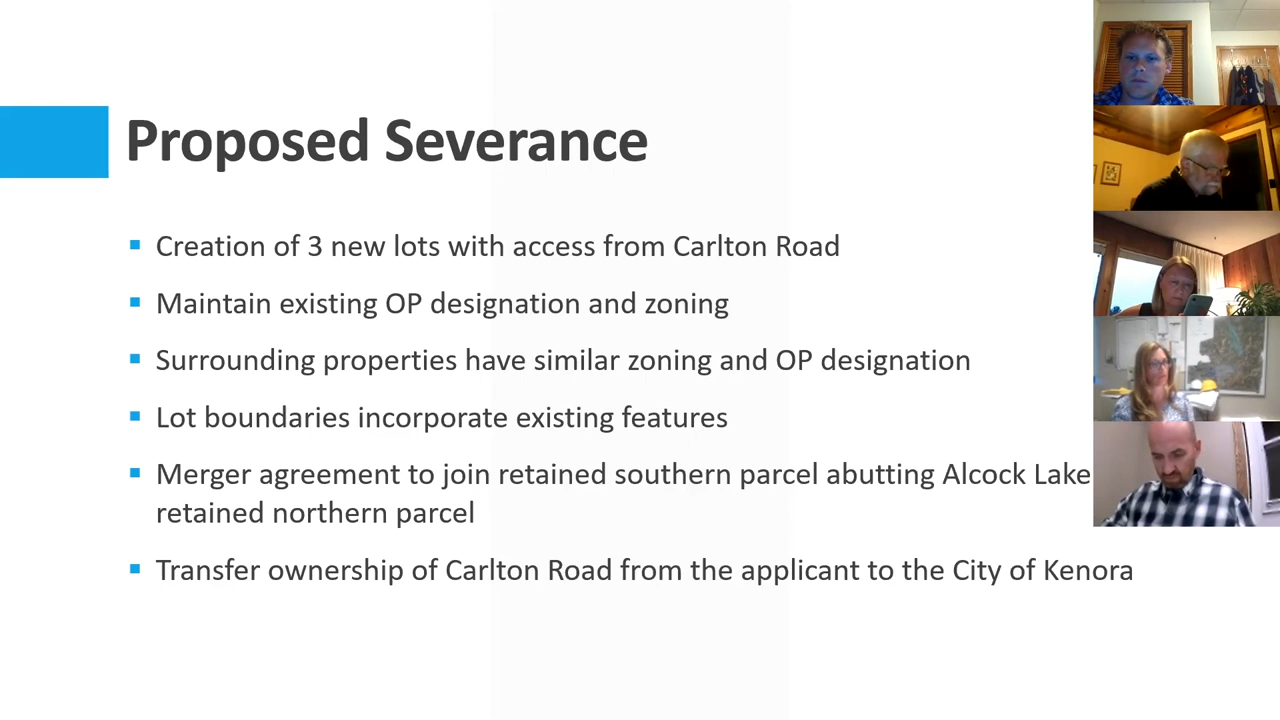 Proposed Severance
Creation of 3 new lots with access from Carlton Road
Maintain existing OP designation and zoning
Surrounding properties have similar zoning and OP designation
Lot boundaries incorporate existing features
Merger agreement to join retained southern parcel abutting Alcock Lake
retained northern parcel
Transfer ownership of Carlton Road from the applicant to the City of Kenora